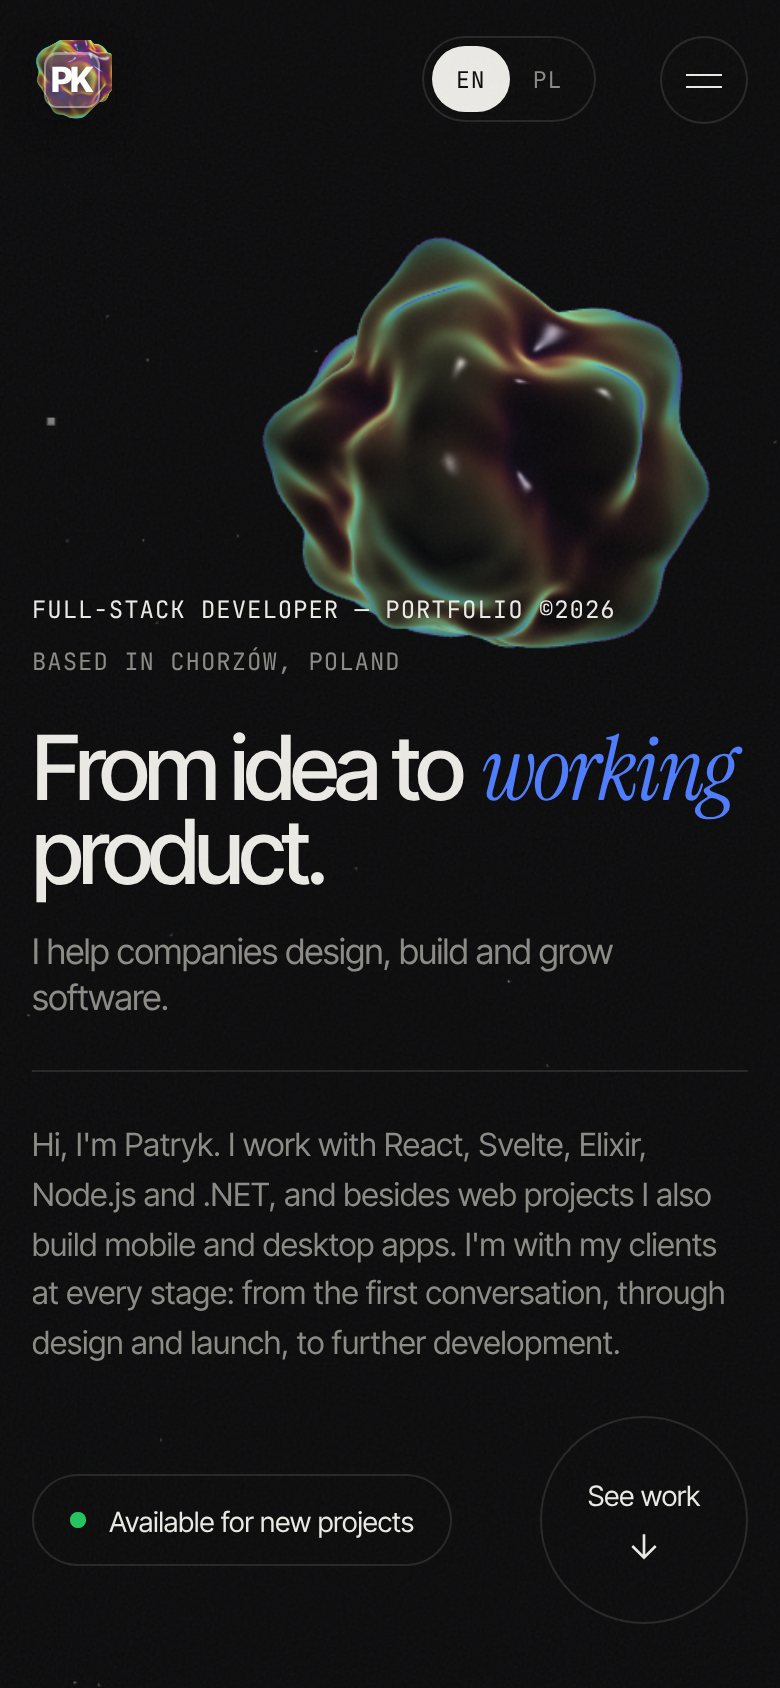 PK
EN PL
FULL-STACK DEVELOPER — PORTFOLIO ©2026
BASED IN CHORZÓW, POLAND
From idea to working
product.
I help companies design, build and grow
software.
Hi, I'm Patryk. I work with React, Svelte, Elixir,
Node.js and .NET, and besides web projects I also
build mobile and desktop apps. I'm with my clients
at every stage: from the first conversation, through
design and launch, to further development.
Available for new projects
See work